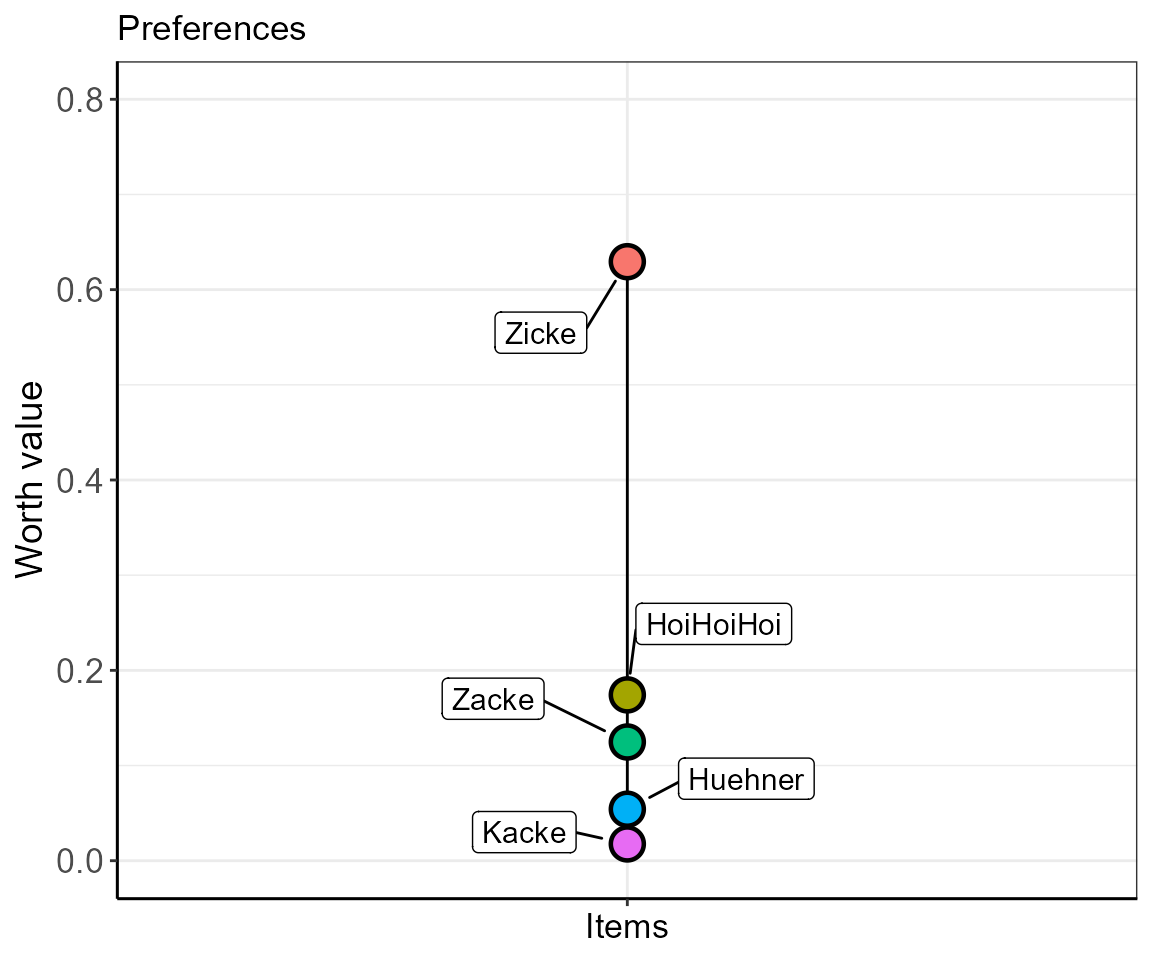 Preferences
Worth value
0.8
0.6
0.4
0.2
0.0
Zicke
HoiHoiHoi
Zacke
Huehner
Kacke
Items